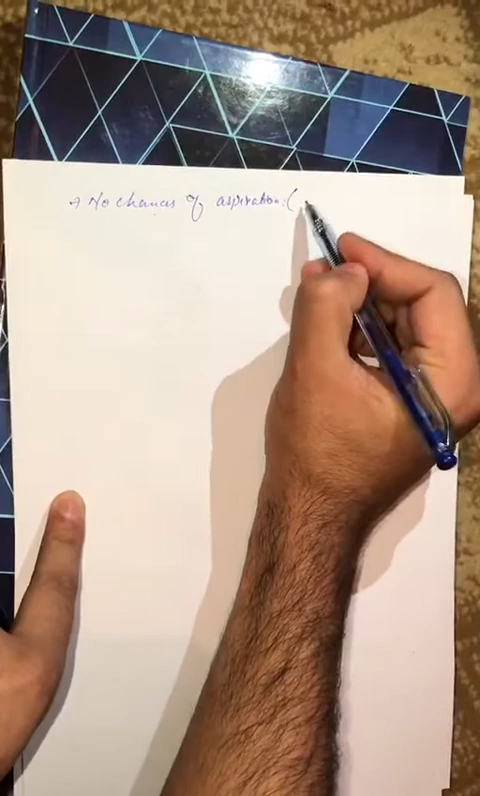 → No chances of aspiration:(